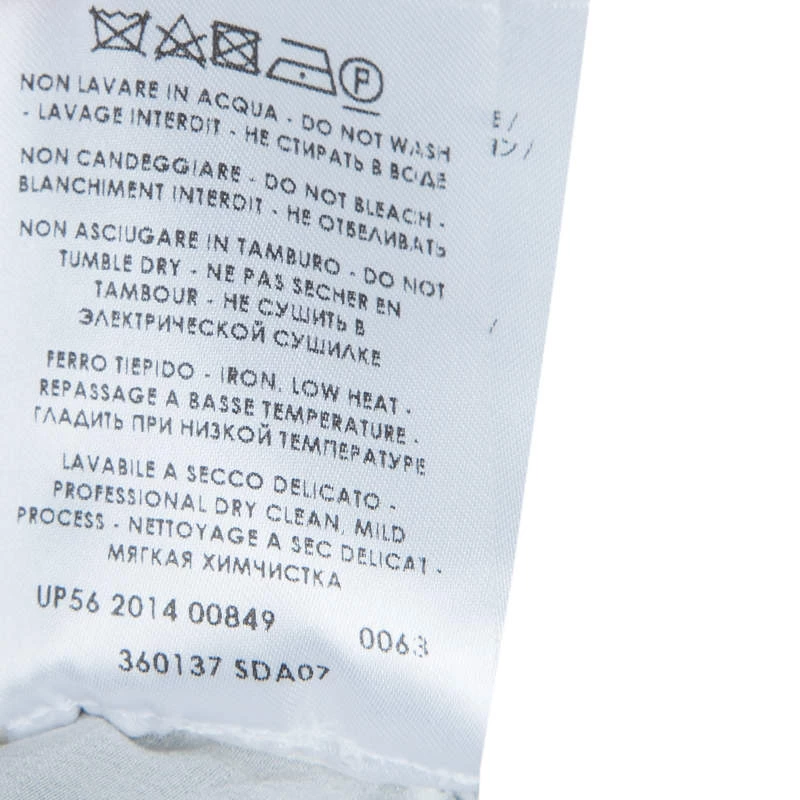 P
NON LAVARE IN ACQUA - DO NOT WASH
- LAVAGE INTERDIT - НЕ СТИРАТЬ В ВОДЕ
NON CANDEGGIARE - DO NOT BLEACH -
BLANCHIMENT INTERDIT - НЕ ОТБЕЛИВАТЬ
NON ASCIUGARE IN TAMBURO - DO NOT
TUMBLE DRY - NE PAS SECHER EN
TAMBOUR - НЕ СУШИТЬ В
ЭЛЕКТРИЧЕСКОЙ СУШИЛКЕ
FERRO TIEPIDO - IRON, LOW HEAT -
REPASSAGE A BASSE TEMPERATURE -
ГЛАДИТЬ ПРИ НИЗКОЙ ТЕМПЕРАТУРЕ
LAVABILE A SECCO DELICATO -
PROFESSIONAL DRY CLEAN, MILD
PROCESS - NETTOYAGE A SEC DELICAT -
МЯГКАЯ ХИМЧИСТКА
UP56 2014 00849
0063
360137 SDA07